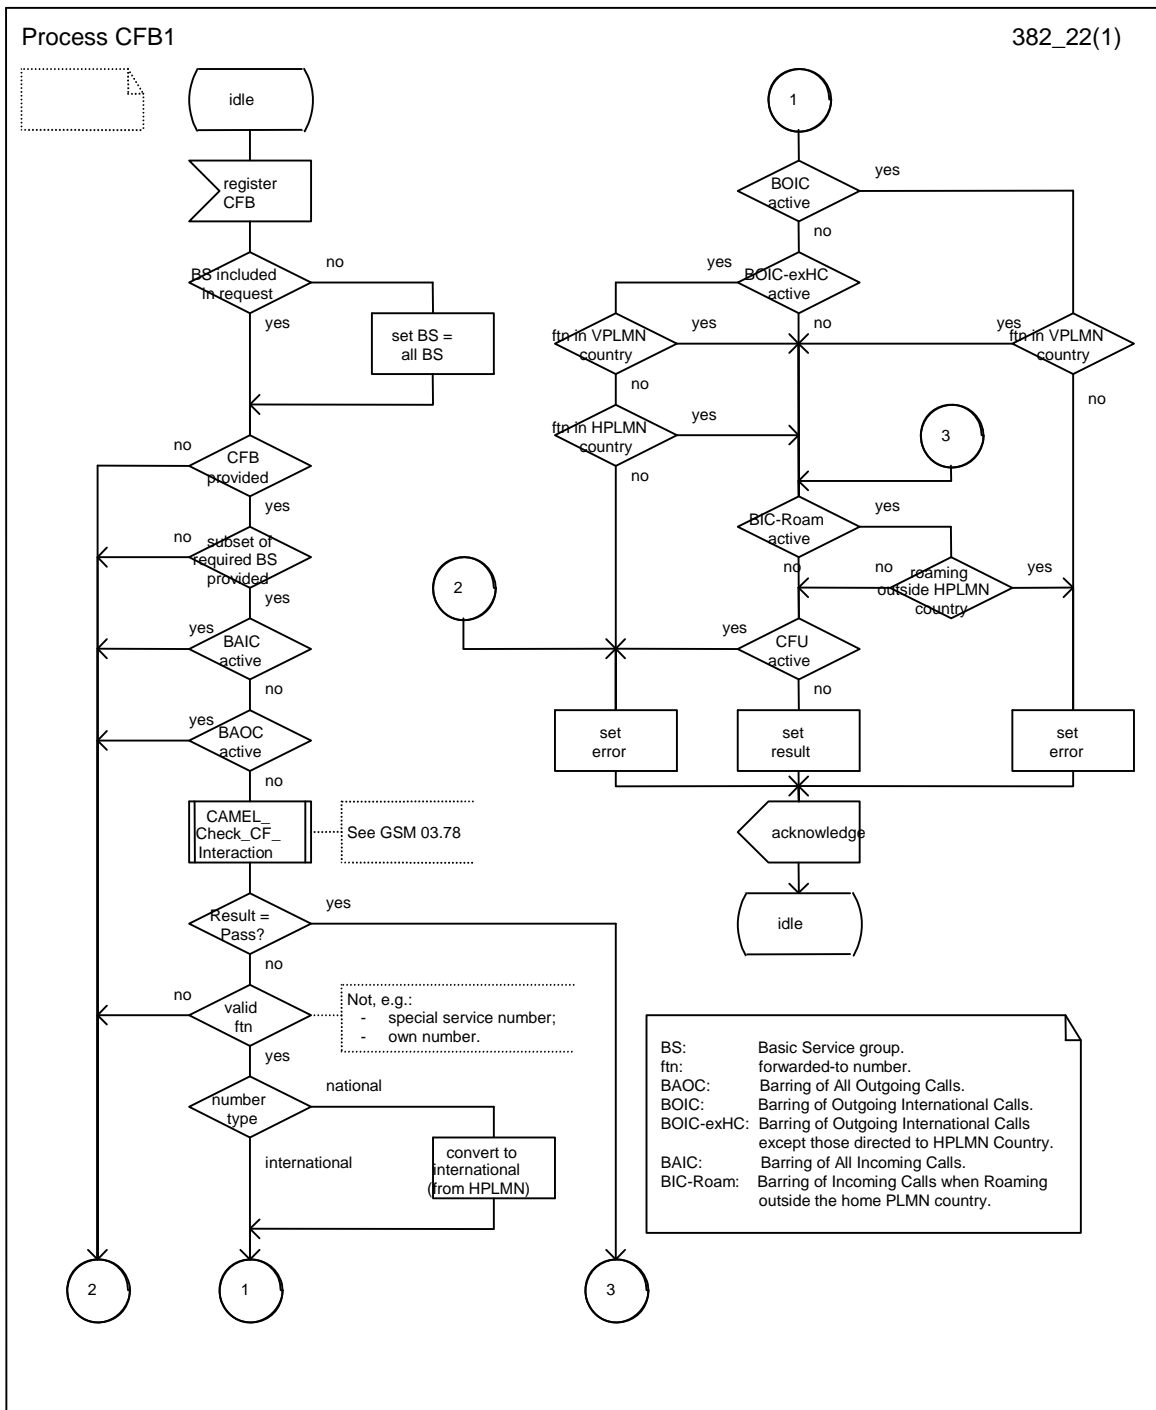 Process CFB1
382_22(1)
idle
register
CFB
BS included
in request
no
yes
set BS =
all BS
no
CFB
provided
yes
no
subset of
required BS
provided
yes
yes
BAIC
active
no
yes
BAOC
active
no
CAMEL_
Check_CF_
Interaction
See GSM 03.78
Result =
Pass?
yes
no
no
valid
ftn
Not, e.g.:
- special service number;
- own number.
yes
number
type
national
international
convert to
international
(from HPLMN)
2
1
3
1
BOIC
active
yes
no
yes
BOIC-exHC
active
no
ftn in VPLMN
country
yes
no
yes
ftn in VPLMN
country
no
ftn in HPLMN
country
yes
no
3
BIC-Roam
active
yes
no
no
roaming
outside HPLMN
country
yes
2
yes
CFU
active
no
set
error
set
result
set
error
acknowledge
idle
BS: Basic Service group.
ftn: forwarded-to number.
BAOC: Barring of All Outgoing Calls.
BOIC: Barring of Outgoing International Calls.
BOIC-exHC: Barring of Outgoing International Calls
except those directed to HPLMN Country.
BAIC: Barring of All Incoming Calls.
BIC-Roam: Barring of Incoming Calls when Roaming
outside the home PLMN country.